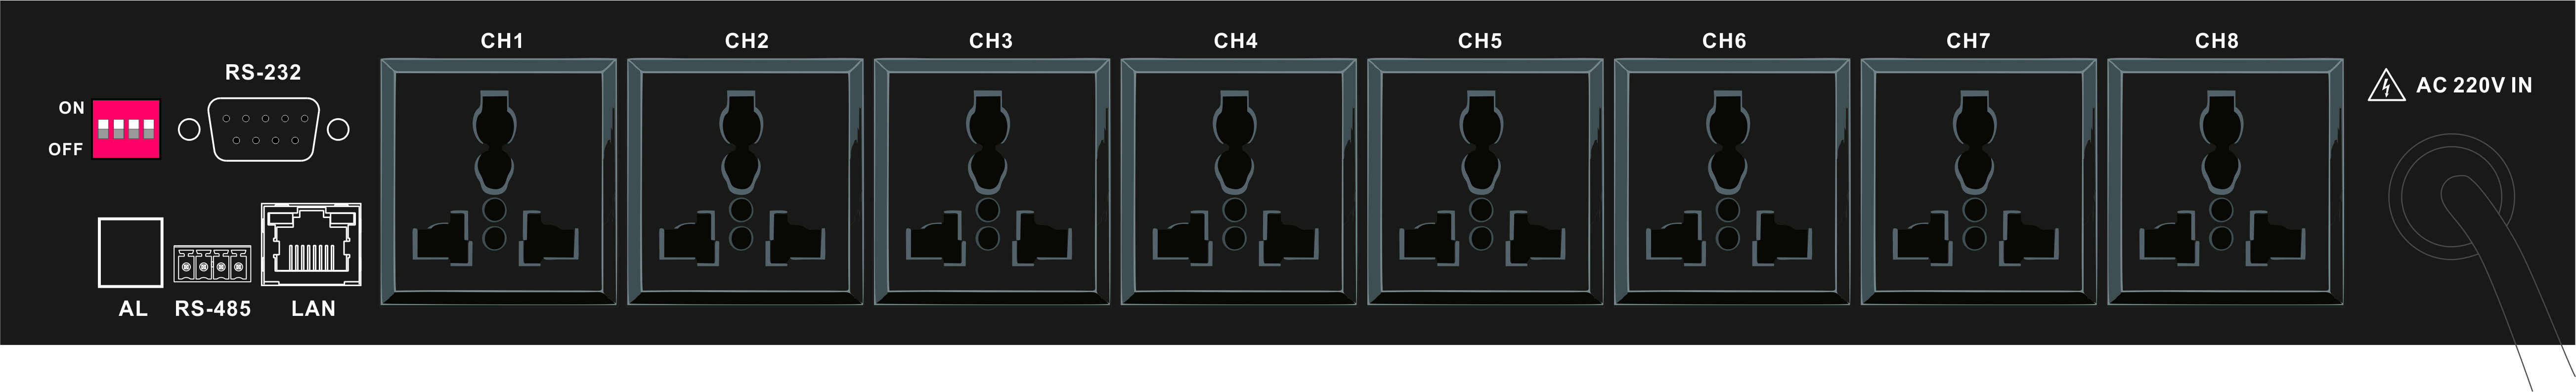 CH1 CH2 CH3 CH4 CH5 CH6 CH7 CH8
RS-232
ON
OFF
AC 220V IN
AL RS-485 LAN